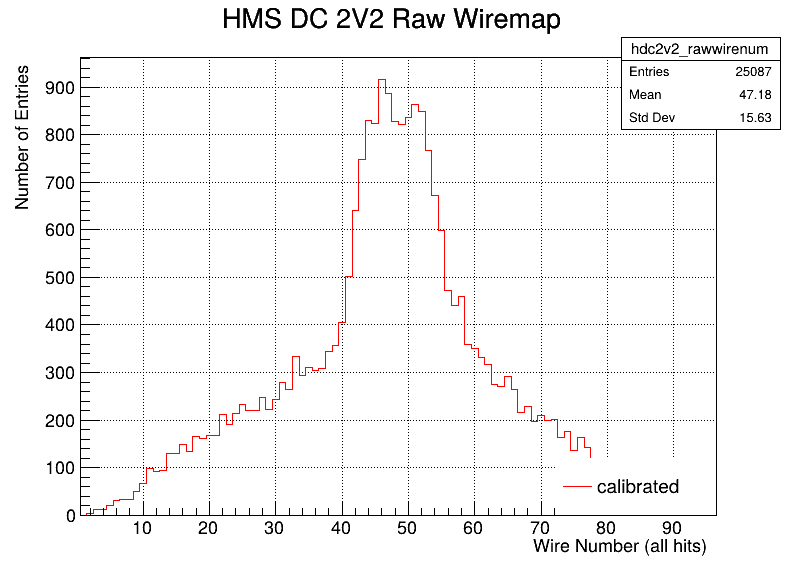 HMS DC 2V2 Raw Wiremap
hdc2v2_rawwirenum
Entries 25087
Mean 47.18
Std Dev 15.63
Number of Entries
900
800
700
600
500
400
300
200
100
0
10 20 30 40 50 60 70 80 90
Wire Number (all hits)
calibrated